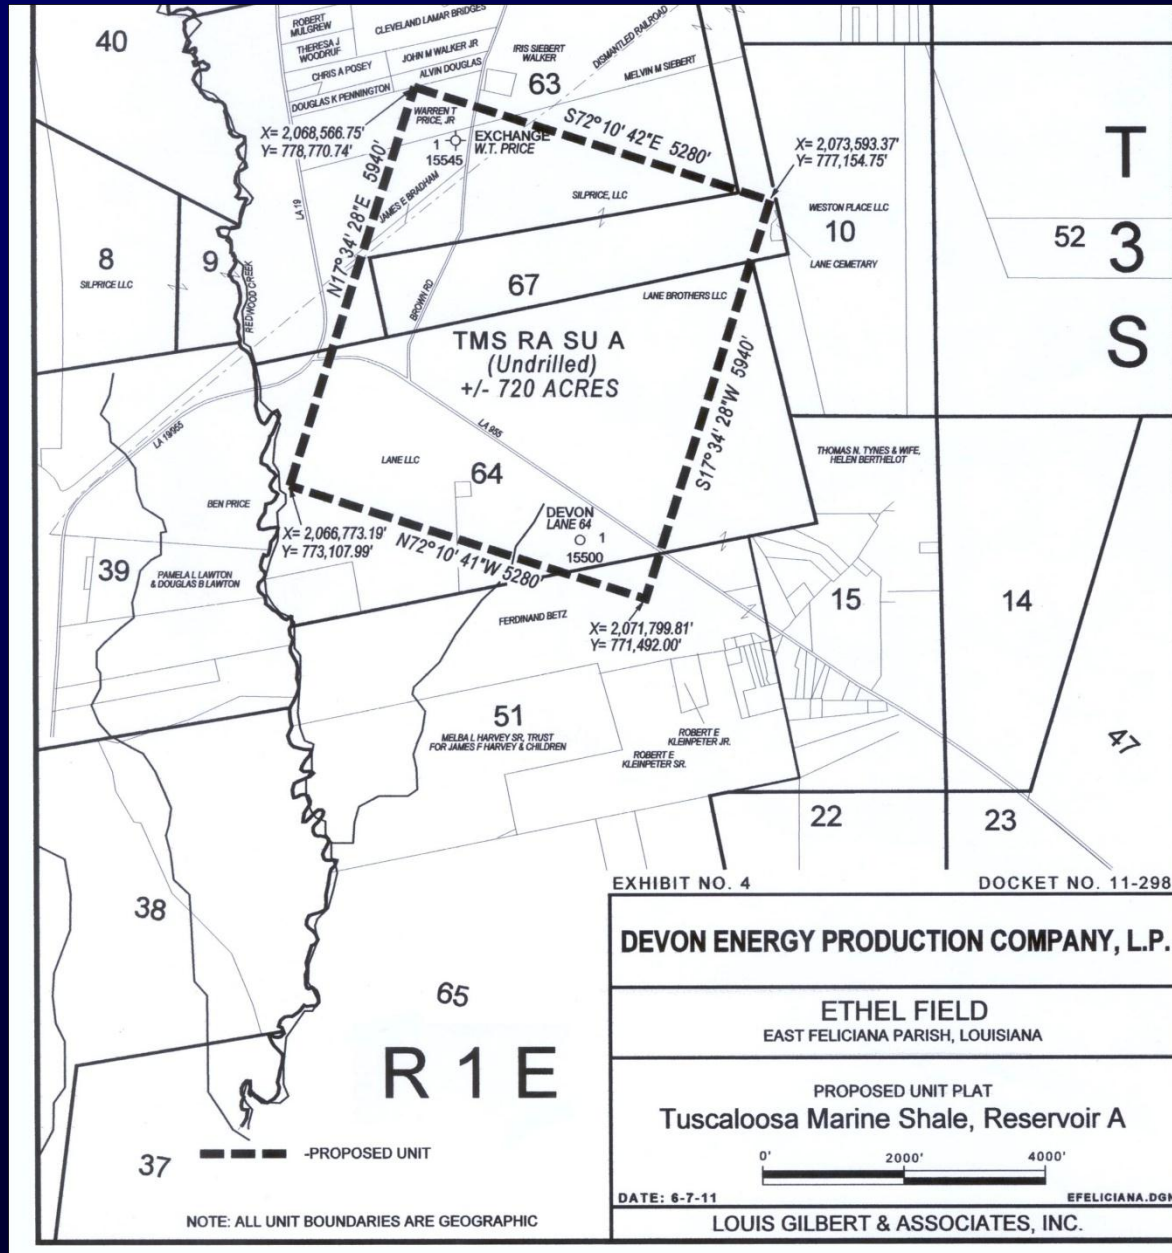 40
ROBERT
MULGREW
THERESA J
WOODRUF
CHRIS A POSEY
DOUGLAS K PENNINGTON
CLEVELAND LAMAR BRIDGES
JOHN M WALKER JR
ALVIN DOUGLAS
IRIS SIEBERT
WALKER
63
DISMANTLED RAILROAD
MELVIN M SIEBERT
WARREN T
PRICE, JR
X= 2,068,566.75'
Y= 778,770.74'
1
15545
EXCHANGE
W.T. PRICE
S72° 10' 42"E 5280'
X= 2,073,593.37'
Y= 777,154.75'
T
3
S
N17° 34' 28"E 5940'
JAMES E BRADHAM
SILPRICE, LLC
WESTON PLACE LLC
10
LANE CEMETARY
52
8
SILPRICE LLC
9
REDWOOD CREEK
LA 19
BROWN RD
67
LANE BROTHERS LLC
TMS RA SU A
(Undrilled)
+/- 720 ACRES
S17° 34' 28"W 5940'
LA 19/955
LA 955
LANE LLC
64
THOMAS N. TYNES & WIFE,
HELEN BERTHELOT
BEN PRICE
X= 2,066,773.19'
Y= 773,107.99'
DEVON
LANE 64
1
15500
N72° 10' 41"W 5280'
39
PAMELA L LAWTON
& DOUGLAS B LAWTON
FERDINAND BETZ
X= 2,071,799.81'
Y= 771,492.00'
15
14
51
MELBA L HARVEY SR, TRUST
FOR JAMES F HARVEY & CHILDREN
ROBERT E
KLEINPETER JR.
ROBERT E
KLEINPETER SR.
47
22
23
38
65
R 1 E
37
-PROPOSED UNIT
NOTE: ALL UNIT BOUNDARIES ARE GEOGRAPHIC
EXHIBIT NO. 4
DOCKET NO. 11-298
DEVON ENERGY PRODUCTION COMPANY, L.P.
ETHEL FIELD
EAST FELICIANA PARISH, LOUISIANA
PROPOSED UNIT PLAT
Tuscaloosa Marine Shale, Reservoir A
0' 2000' 4000'
DATE: 6-7-11
EFELICIANA.DGN
LOUIS GILBERT & ASSOCIATES, INC.